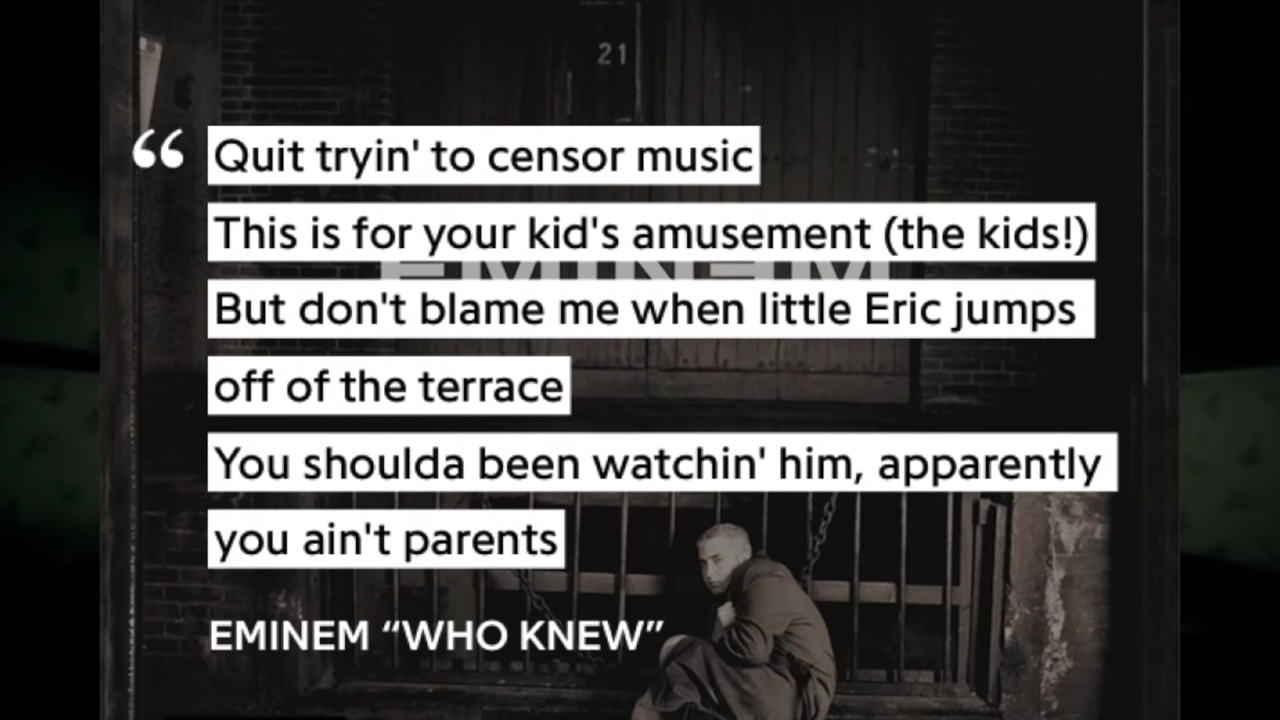 21
“ Quit tryin' to censor music
This is for your kid's amusement (the kids!)
EMINEM
But don't blame me when little Eric jumps
off of the terrace
You shoulda been watchin' him, apparently
you ain't parents
EMINEM “WHO KNEW”